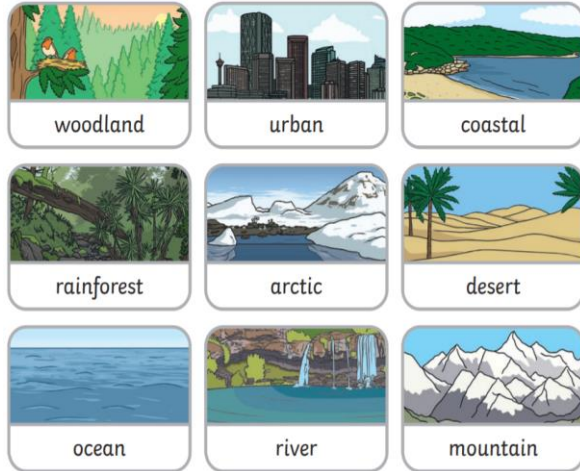 woodland
urban
coastal
rainforest
arctic
desert
ocean
river
mountain